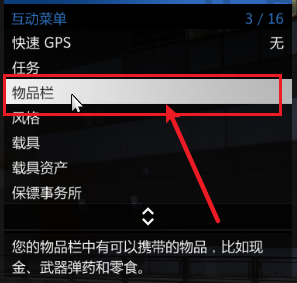 互动菜单 3 / 16
快速 GPS 无
任务
物品栏
风格
载具
载具资产
保镖事务所
您的物品栏中有可以携带的物品，比如现
金、武器弹药和零食。